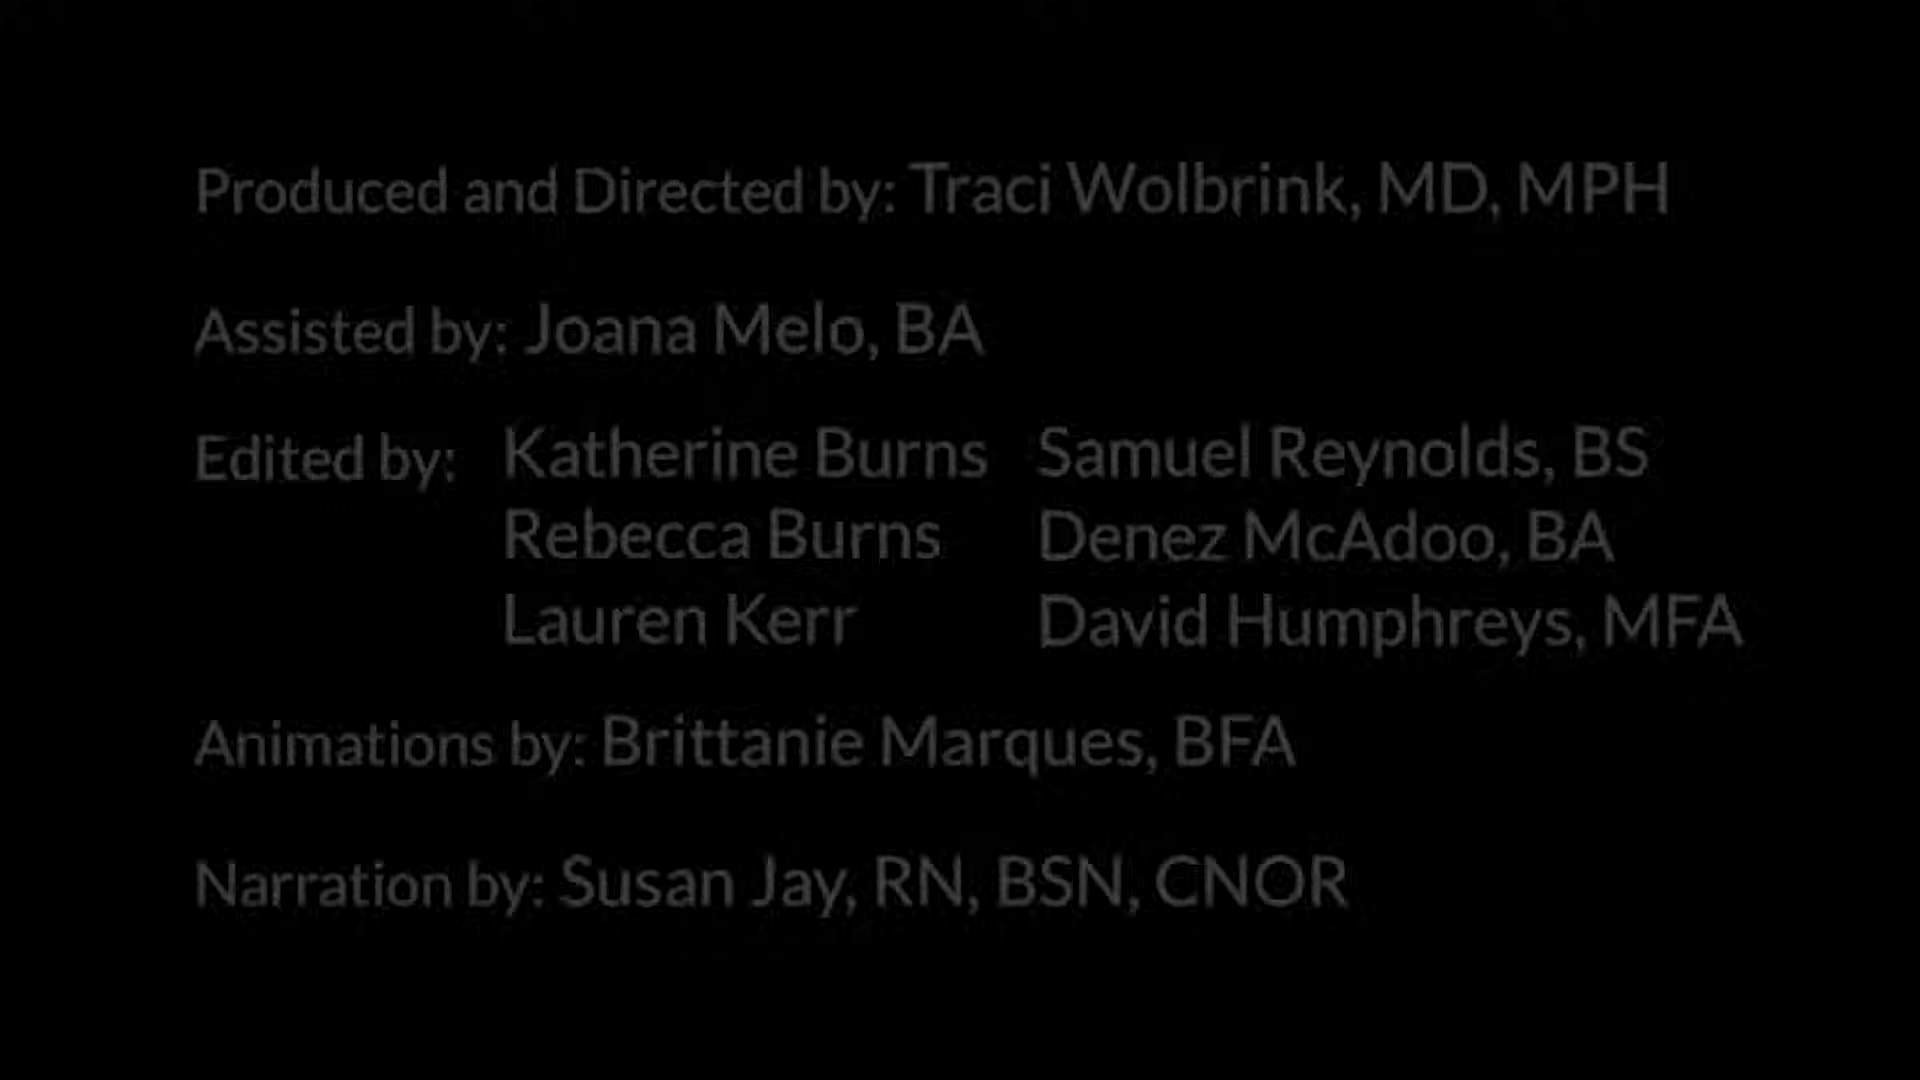 Produced and Directed by: Traci Wolbrink, MD, MPH
Assisted by: Joana Melo, BA
Edited by: Katherine Burns Samuel Reynolds, BS
Rebecca Burns Denez McAdoo, BA
Lauren Kerr David Humphreys, MFA
Animations by: Brittanie Marques, BFA
Narration by: Susan Jay, RN, BSN, CNOR